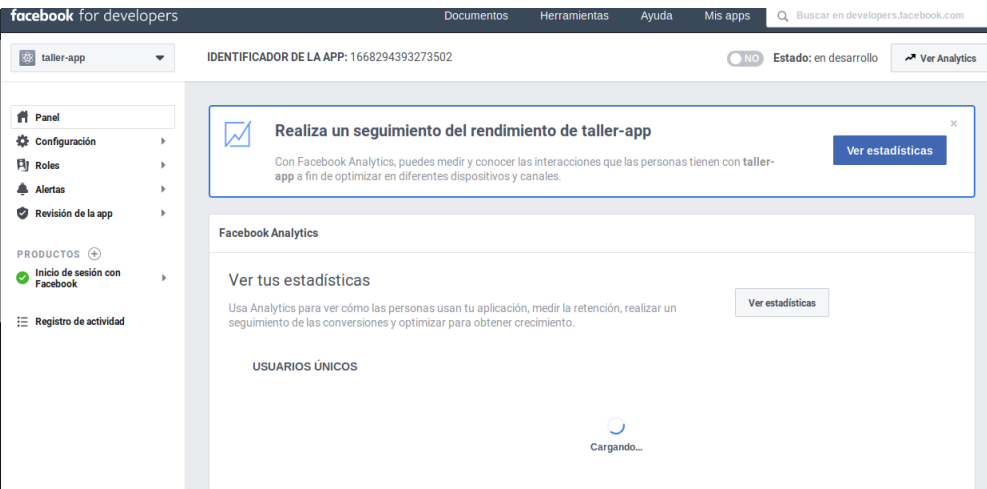 facebook for developers
Documentos Herramientas Ayuda Mis apps Buscar en developers.facebook.com
taller-app
IDENTIFICADOR DE LA APP: 1668294393273502
NO Estado: en desarrollo
Ver Analytics
Panel
Configuración
Roles
Alertas
Revisión de la app
PRODUCTOS
Inicio de sesión con
Facebook
Registro de actividad
Realiza un seguimiento del rendimiento de taller-app
Con Facebook Analytics, puedes medir y conocer las interacciones que las personas tienen con taller-
app a fin de optimizar en diferentes dispositivos y canales.
Ver estadísticas
Facebook Analytics
Ver tus estadísticas
Usa Analytics para ver cómo las personas usan tu aplicación, medir la retención, realizar un
seguimiento de las conversiones y optimizar para obtener crecimiento.
Ver estadísticas
USUARIOS ÚNICOS
Cargando...